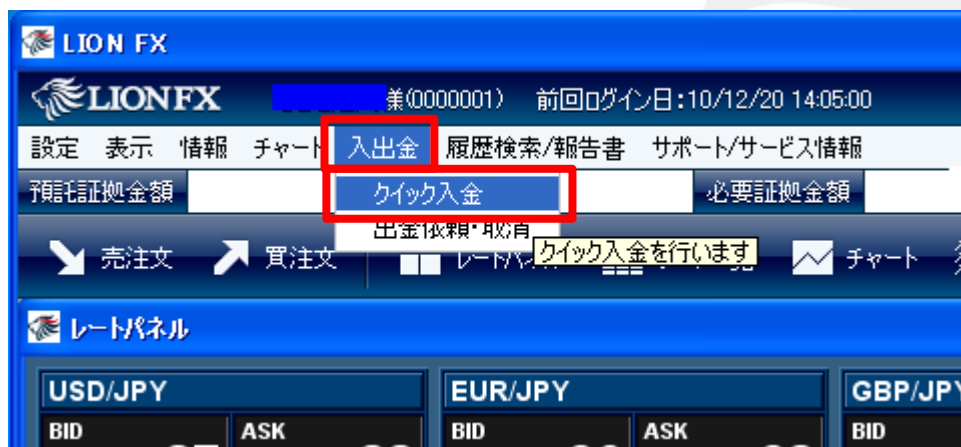 LION FX
LION FX 様(0000001) 前回ログイン日:10/12/20 14:05:00
設定 表示 情報 チャート 入出金 履歴検索/報告書 サポート/サービス情報
預託証拠金額 クイック入金 必要証拠金額
出金依頼・取消
クイック入金を行います
売注文 買注文 チャート
レートパネル
USD/JPY EUR/JPY GBP/JPY
BID ASK BID ASK BID